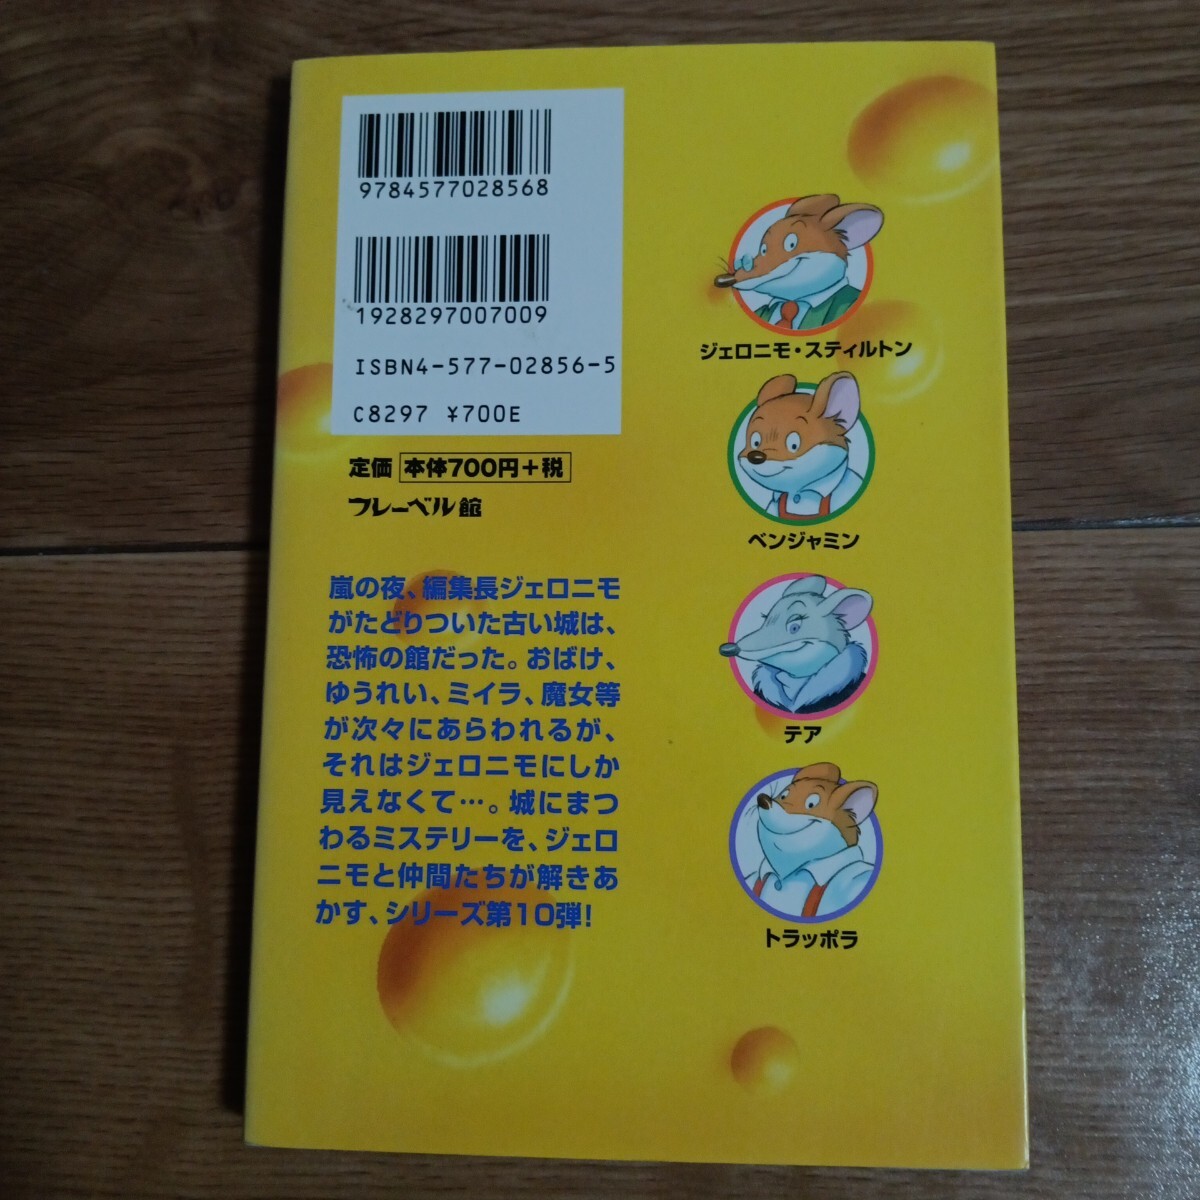 9784577028568
1928297007009
ISBN4-577-02856-5
C8297 ¥700E
定価 本体700円+税
フレーベル館
嵐の夜、編集長ジェロニモ
がたどりついた古い城は、
恐怖の館だった。おばけ、
ゆうれい、ミイラ、魔女等
が次々にあらわれるが、
それはジェロニモにしか
見えなくて…。城にまつ
わるミステリーを、ジェロ
ニモと仲間たちが解きあ
かす、シリーズ第10弾!
ジェロニモ・スティルトン
ベンジャミン
テア
トラッポラ